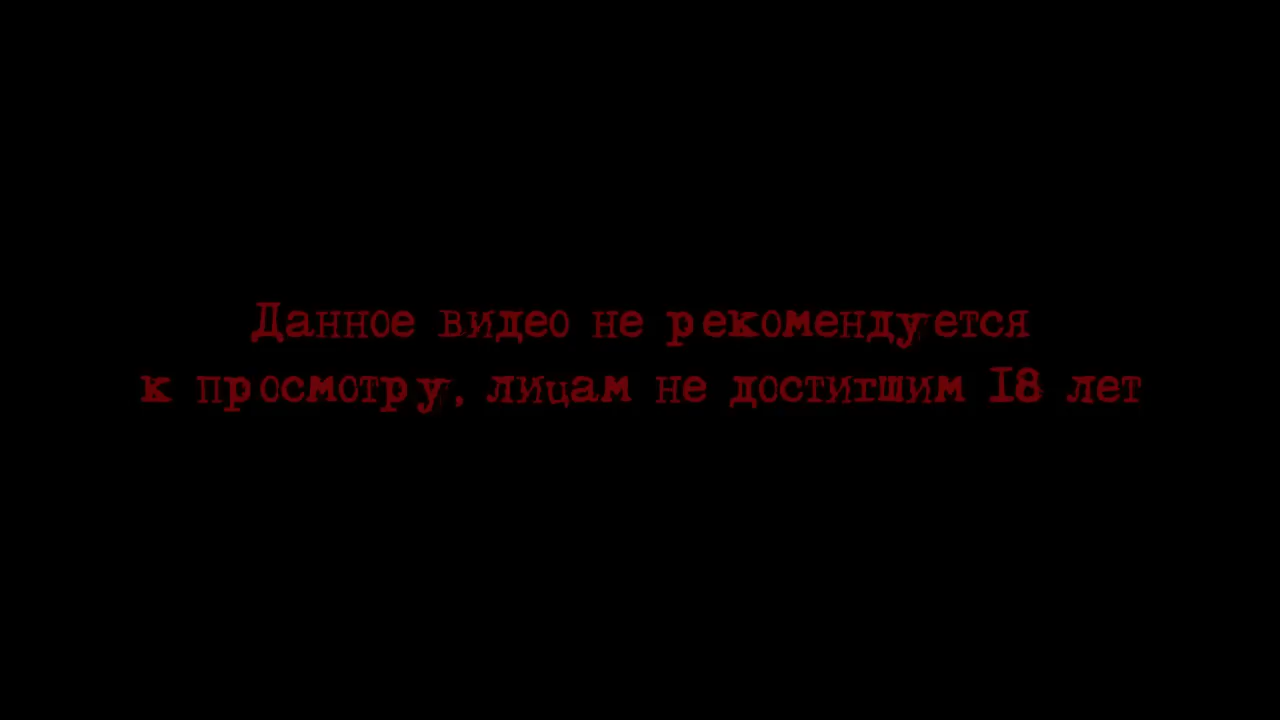 Данное видео не рекомендуется
к просмотру, лицам не достигшим 18 лет